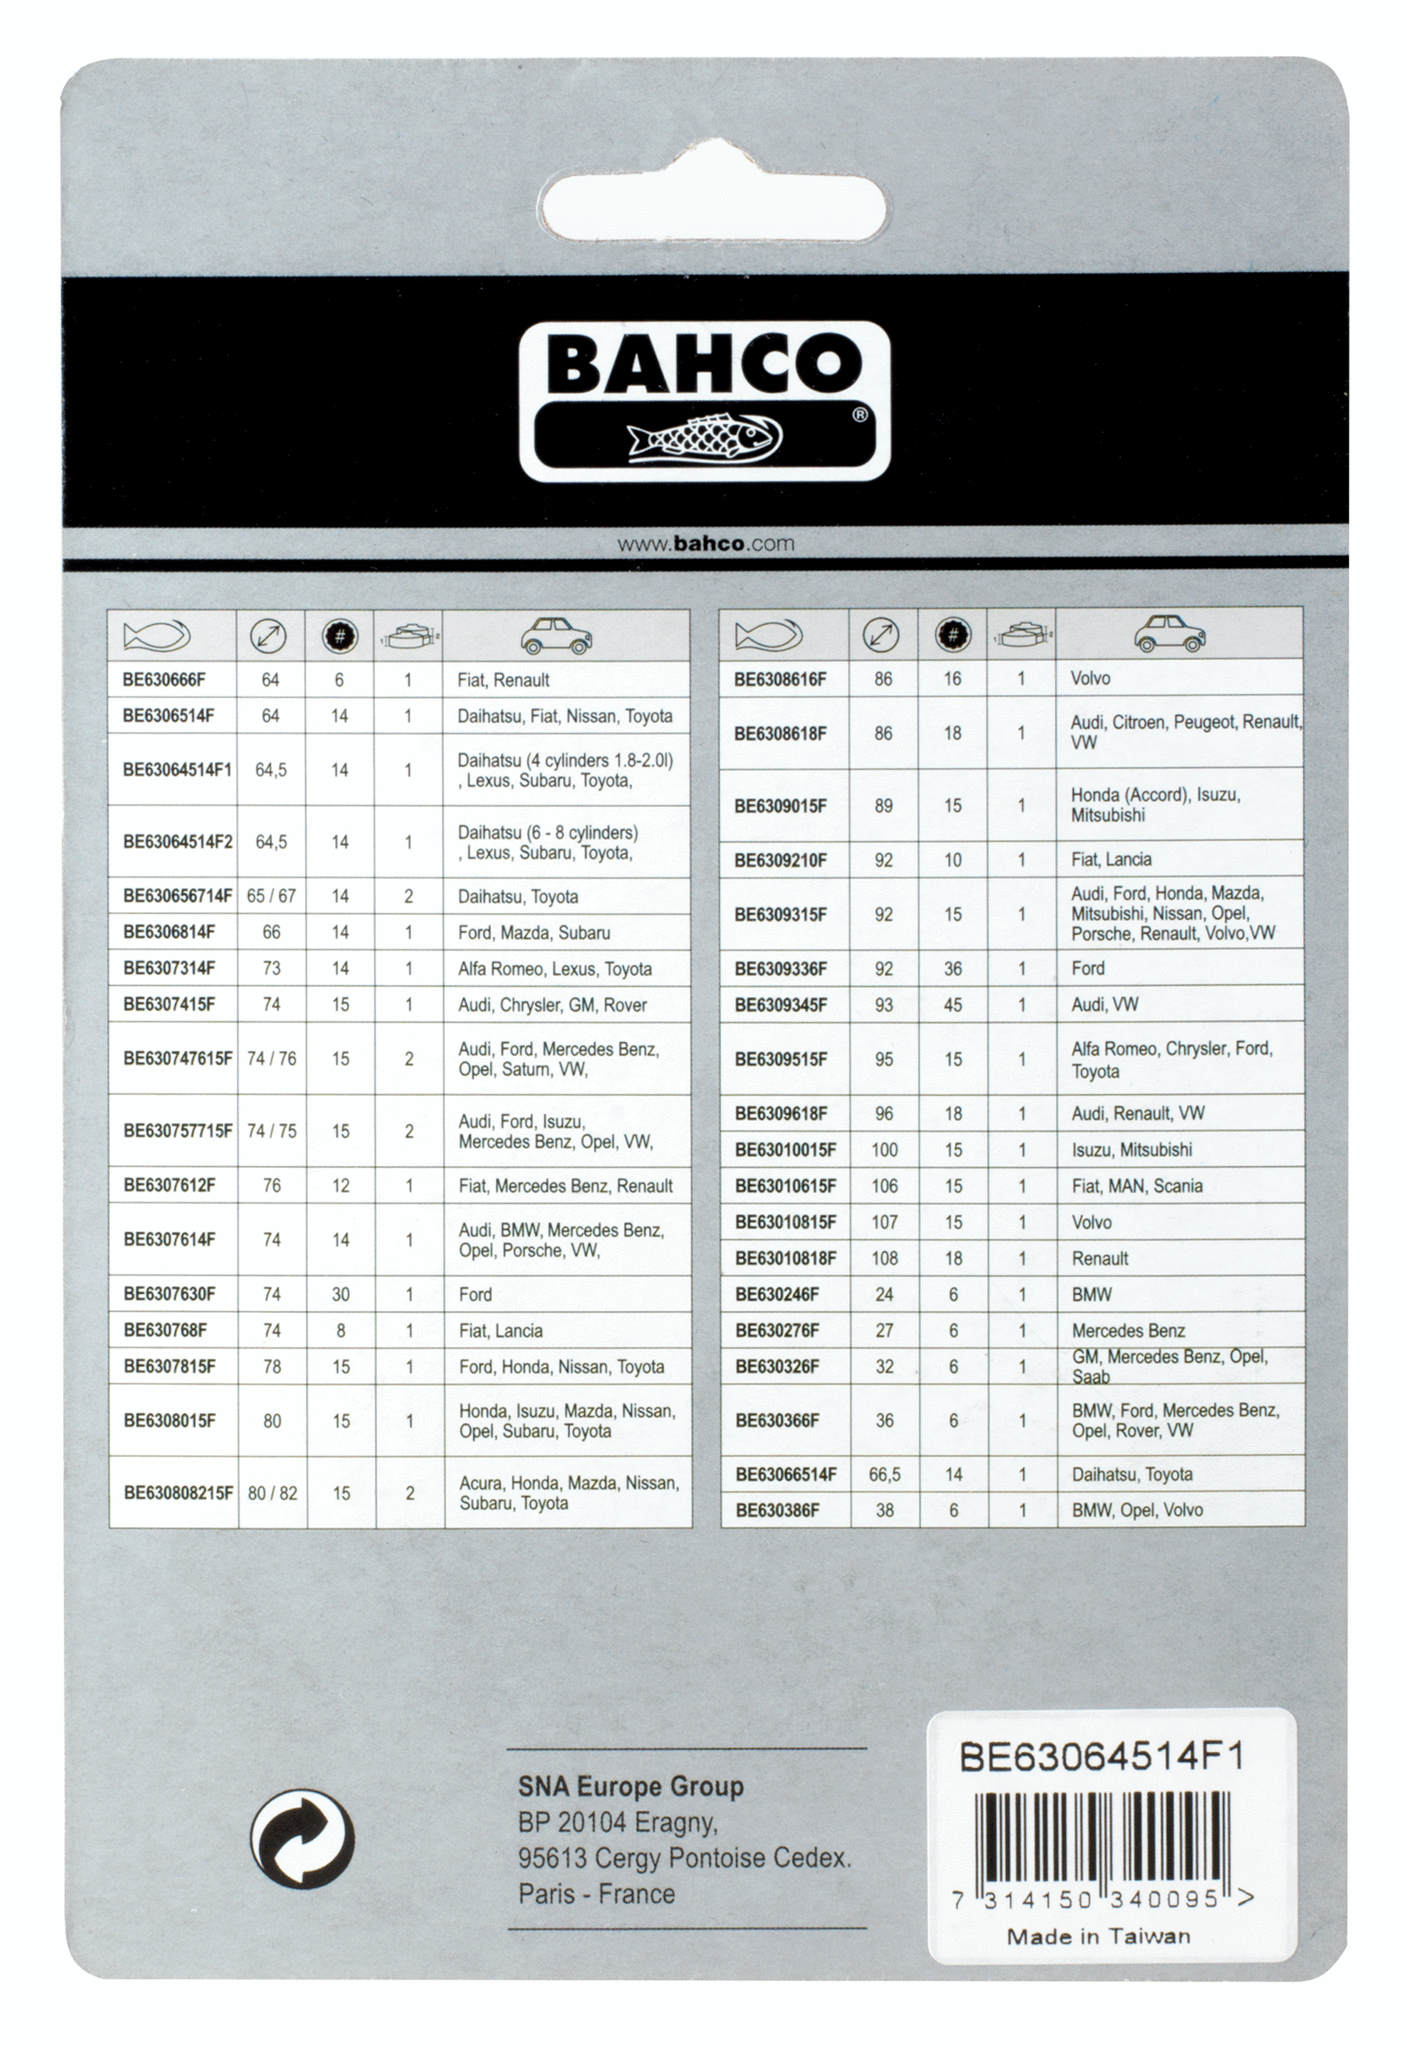 BAHCO
®
www.bahco.com
# 1 2
BE630666F 64 6 1 Fiat, Renault
BE6306514F 64 14 1 Daihatsu, Fiat, Nissan, Toyota
BE63064514F1 64,5 14 1 Daihatsu (4 cylinders 1.8-2.0l)
, Lexus, Subaru, Toyota,
BE63064514F2 64,5 14 1 Daihatsu (6 - 8 cylinders)
, Lexus, Subaru, Toyota,
BE630656714F 65 / 67 14 2 Daihatsu, Toyota
BE6306814F 66 14 1 Ford, Mazda, Subaru
BE6307314F 73 14 1 Alfa Romeo, Lexus, Toyota
BE6307415F 74 15 1 Audi, Chrysler, GM, Rover
BE630747615F 74 / 76 15 2 Audi, Ford, Mercedes Benz,
Opel, Saturn, VW,
BE630757715F 74 / 75 15 2 Audi, Ford, Isuzu,
Mercedes Benz, Opel, VW,
BE6307612F 76 12 1 Fiat, Mercedes Benz, Renault
BE6307614F 74 14 1 Audi, BMW, Mercedes Benz,
Opel, Porsche, VW,
BE6307630F 74 30 1 Ford
BE630768F 74 8 1 Fiat, Lancia
BE6307815F 78 15 1 Ford, Honda, Nissan, Toyota
BE6308015F 80 15 1 Honda, Isuzu, Mazda, Nissan,
Opel, Subaru, Toyota
BE630808215F 80 / 82 15 2 Acura, Honda, Mazda, Nissan,
Subaru, Toyota
# 1 2
BE6308616F 86 16 1 Volvo
BE6308618F 86 18 1 Audi, Citroen, Peugeot, Renault,
VW
BE6309015F 89 15 1 Honda (Accord), Isuzu,
Mitsubishi
BE6309210F 92 10 1 Fiat, Lancia
BE6309315F 92 15 1 Audi, Ford, Honda, Mazda,
Mitsubishi, Nissan, Opel,
Porsche, Renault, Volvo,VW
BE6309336F 92 36 1 Ford
BE6309345F 93 45 1 Audi, VW
BE6309515F 95 15 1 Alfa Romeo, Chrysler, Ford,
Toyota
BE6309618F 96 18 1 Audi, Renault, VW
BE63010015F 100 15 1 Isuzu, Mitsubishi
BE63010615F 106 15 1 Fiat, MAN, Scania
BE63010815F 107 15 1 Volvo
BE63010818F 108 18 1 Renault
BE630246F 24 6 1 BMW
BE630276F 27 6 1 Mercedes Benz
BE630326F 32 6 1 GM, Mercedes Benz, Opel,
Saab
BE630366F 36 6 1 BMW, Ford, Mercedes Benz,
Opel, Rover, VW
BE63066514F 66,5 14 1 Daihatsu, Toyota
BE630386F 38 6 1 BMW, Opel, Volvo
SNA Europe Group
BP 20104 Eragny,
95613 Cergy Pontoise Cedex.
Paris - France
BE63064514F1
7 314150 340095 >
Made in Taiwan